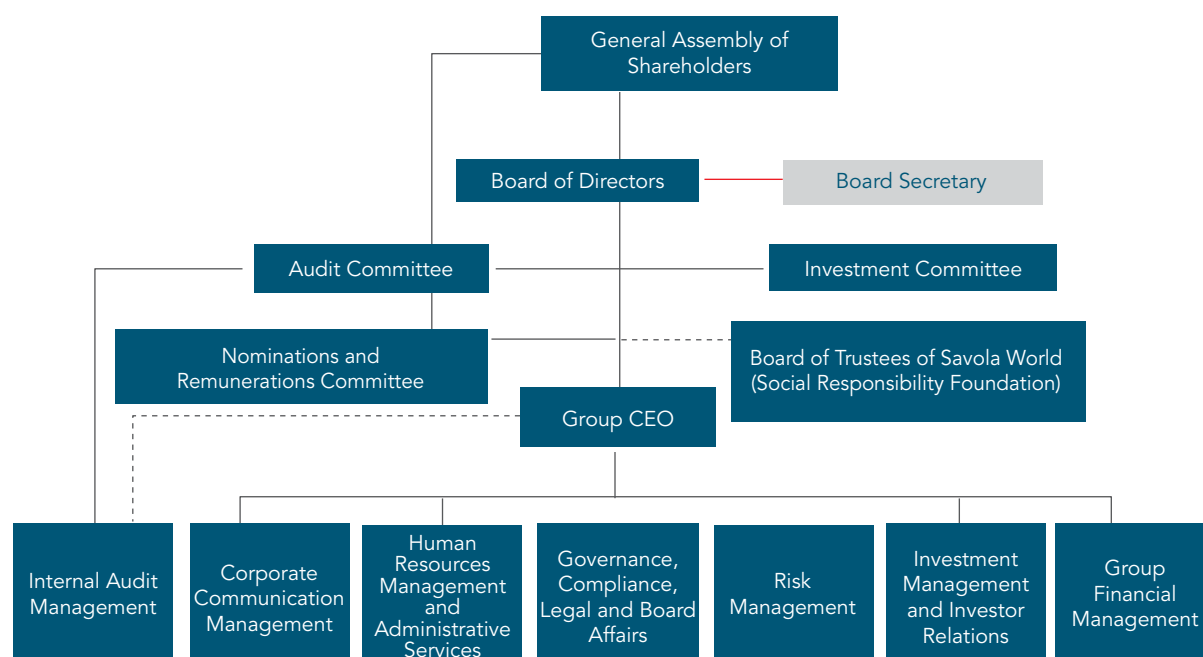 General Assembly of
Shareholders
Board of Directors
Board Secretary
Audit Committee
Investment Committee
Nominations and
Remunerations Committee
Board of Trustees of Savola World
(Social Responsibility Foundation)
Group CEO
Internal Audit
Management
Corporate
Communication
Management
Human
Resources
Management
and
Administrative
Services
Governance,
Compliance,
Legal and Board
Affairs
Risk
Management
Investment
Management
and Investor
Relations
Group
Financial
Management